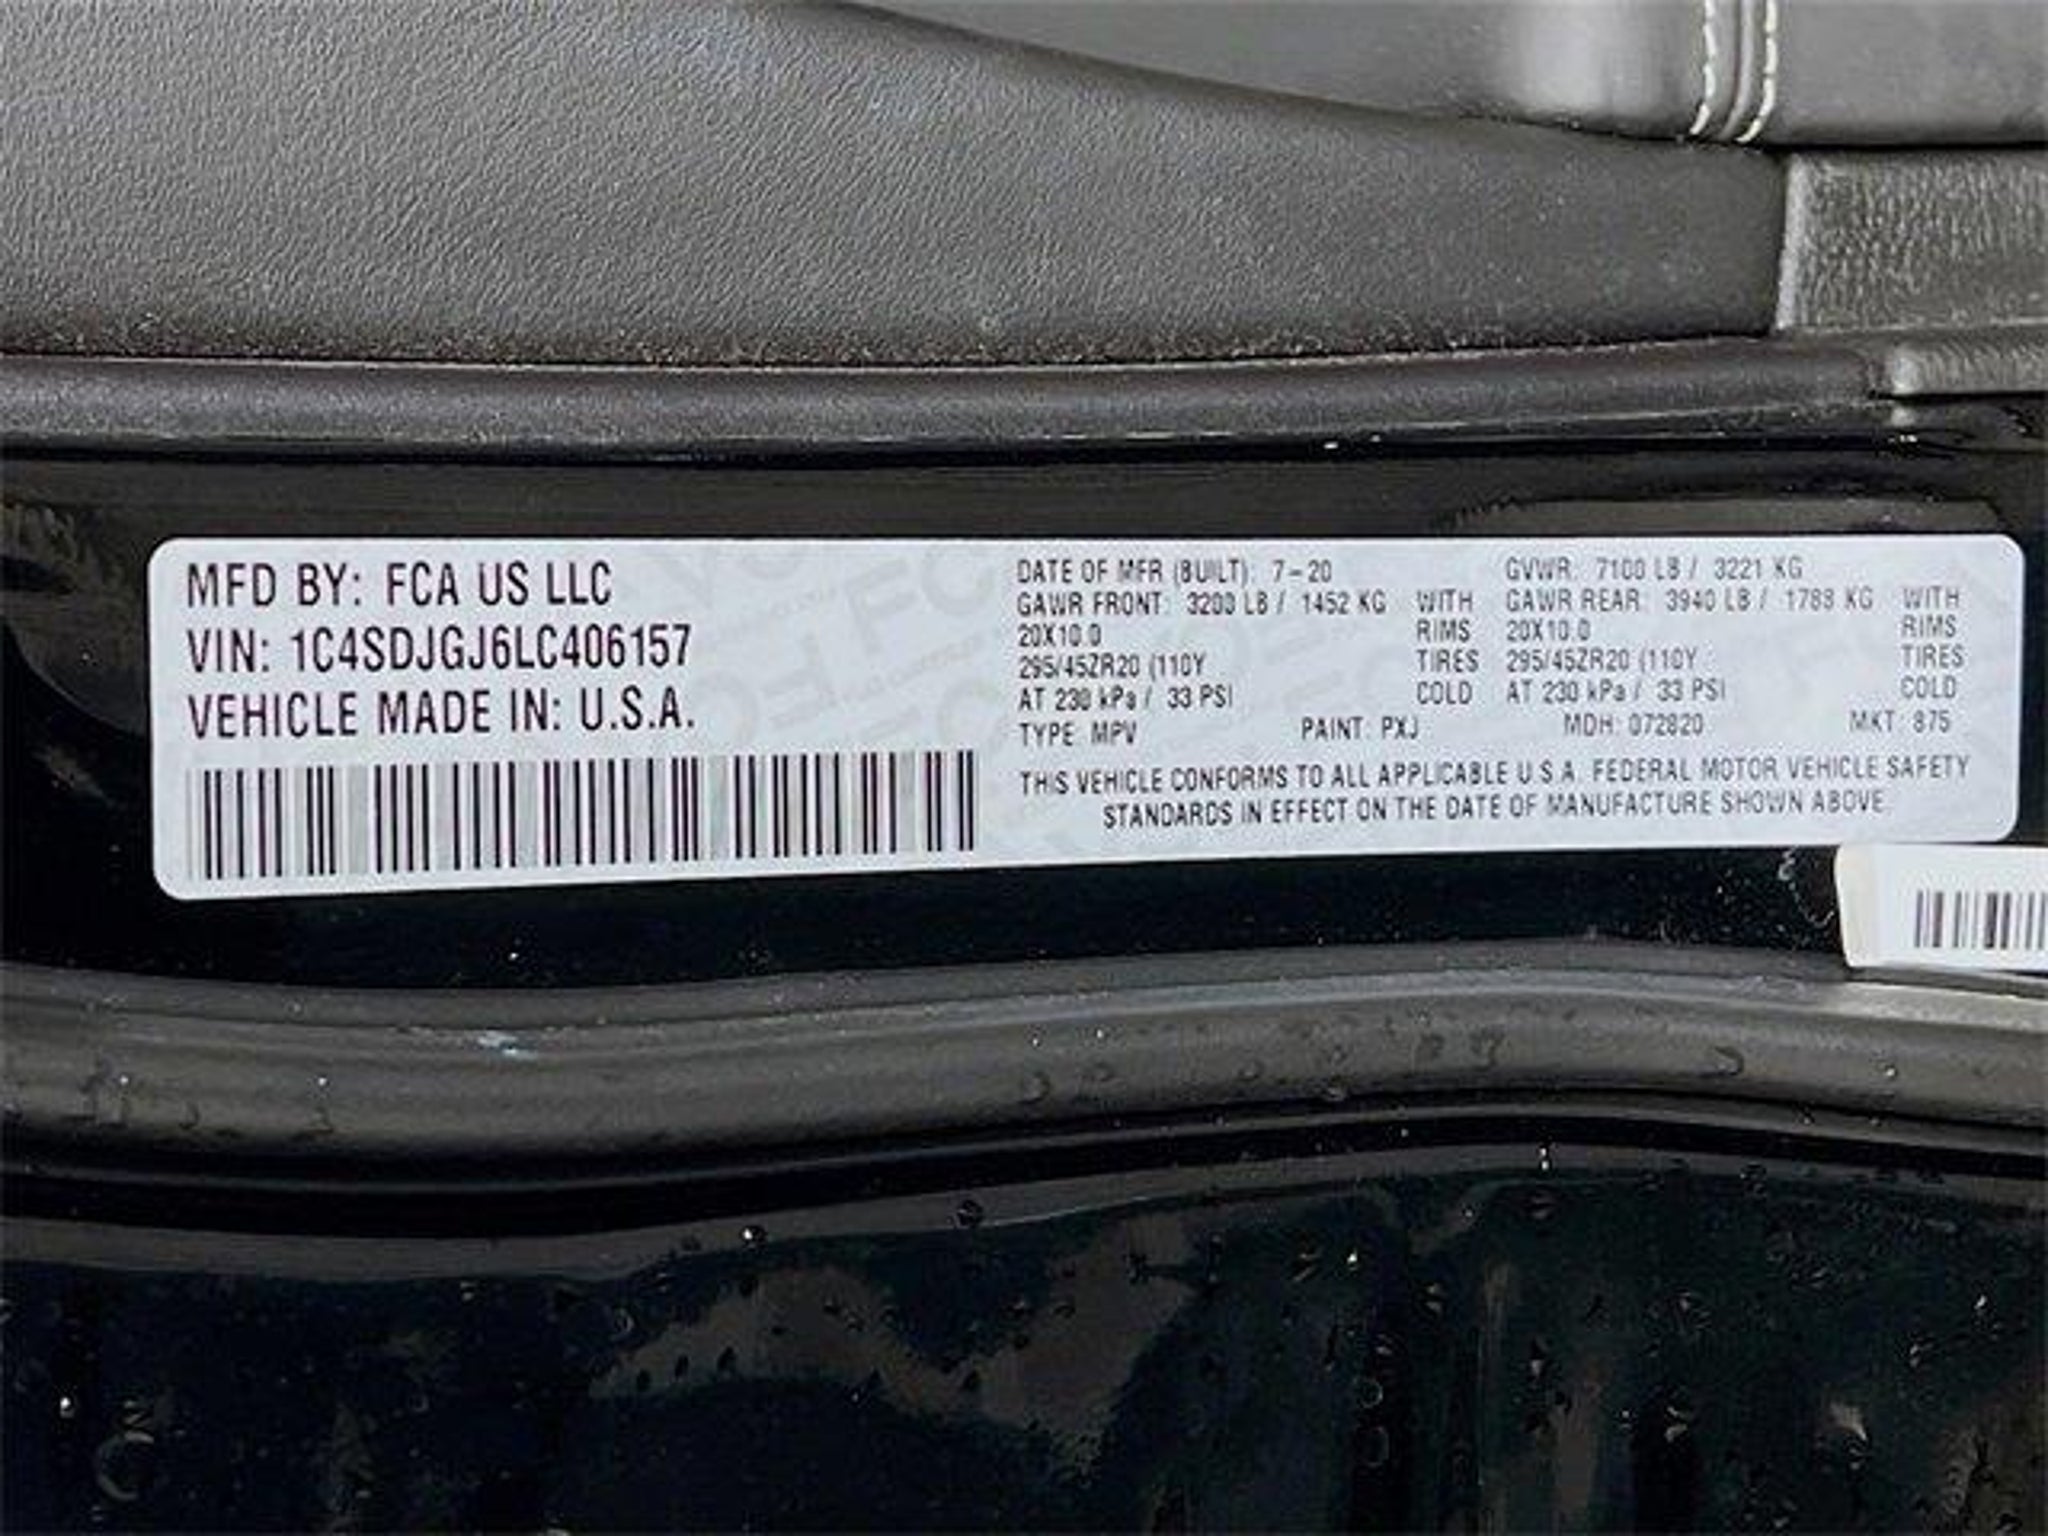 MFD BY: FCA US LLC
VIN: 1C4SDJGJ6LC406157
VEHICLE MADE IN: U.S.A.
DATE OF MFR (BUILT): 7-20 GVWR: 7100 LB / 3221 KG
GAWR FRONT: 3200 LB / 1452 KG WITH GAWR REAR: 3940 LB / 1788 KG WITH
20X10.0 RIMS 20X10.0 RIMS
295/45ZR20 (110Y TIRES 295/45ZR20 (110Y TIRES
AT 230 kPa / 33 PSI COLD AT 230 kPa / 33 PSI COLD
TYPE: MPV PAINT: PXJ MDH: 072820 MKT: 875
THIS VEHICLE CONFORMS TO ALL APPLICABLE U.S.A. FEDERAL MOTOR VEHICLE SAFETY
STANDARDS IN EFFECT ON THE DATE OF MANUFACTURE SHOWN ABOVE.